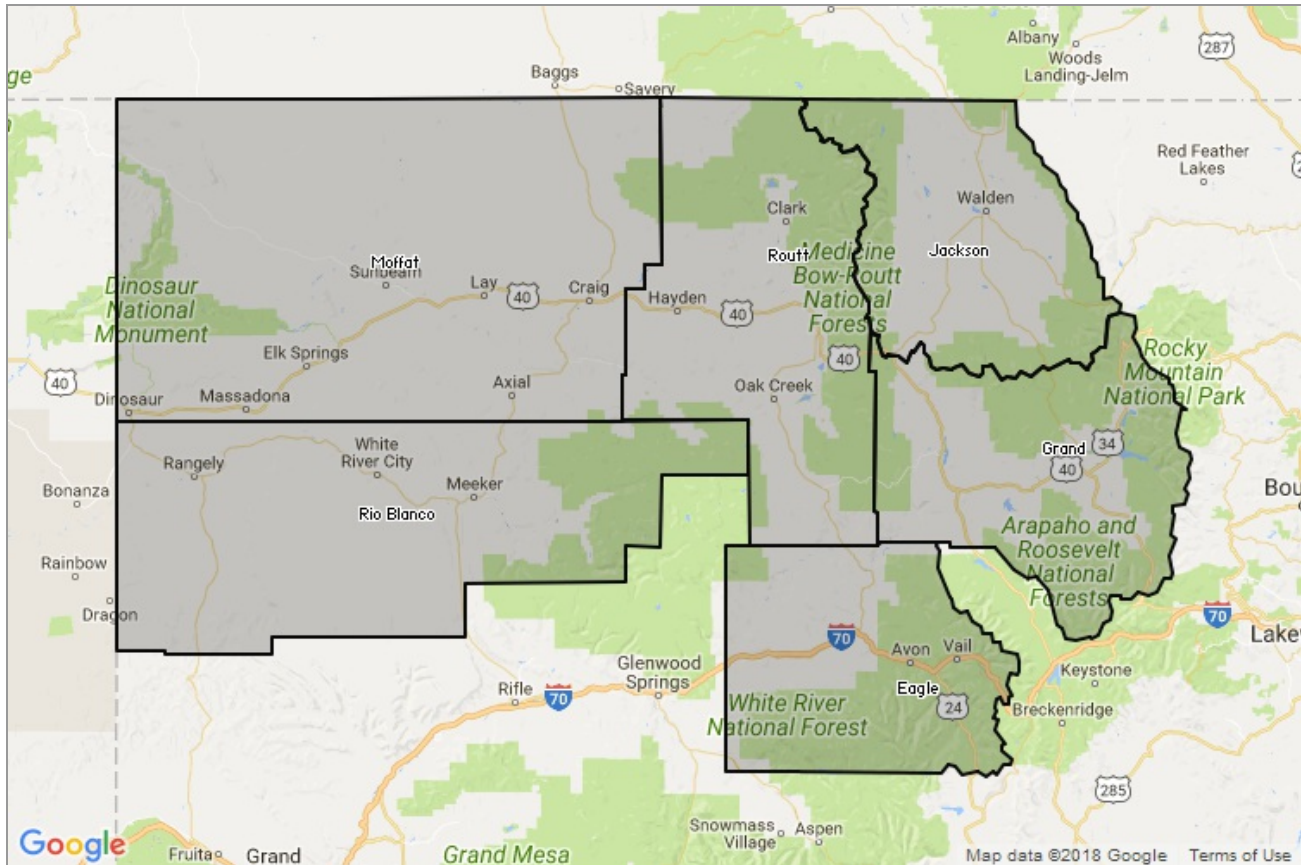 Albany
Woods
Landing-Jelm
287
Baggs
Savery
ge
Red Feather
Lakes
Walden
Clark
Routt
Jackson
Medicine
Bow-Routt
National
Forests
Moffat
Sunbeam
Lay
40
Craig
Hayden
40
Dinosaur
National
Monument
Elk Springs
40
Dinosaur
Massadona
Axial
Oak Creek
40
Rocky
Mountain
National Park
Grand
34
40
White
River City
Rangely
Meeker
Bonanza
Rio Blanco
Bou
Arapaho and
Roosevelt
National
Forests
Rainbow
Dragon
70
70
Lakew
Avon
Vail
Eagle
24
Keystone
Breckenridge
Glenwood
Springs
Rifle
70
White River
National Forest
285
Snowmass
Village
Aspen
Google
Fruita
Grand
Grand Mesa
Map data ©2018 Google
Terms of Use